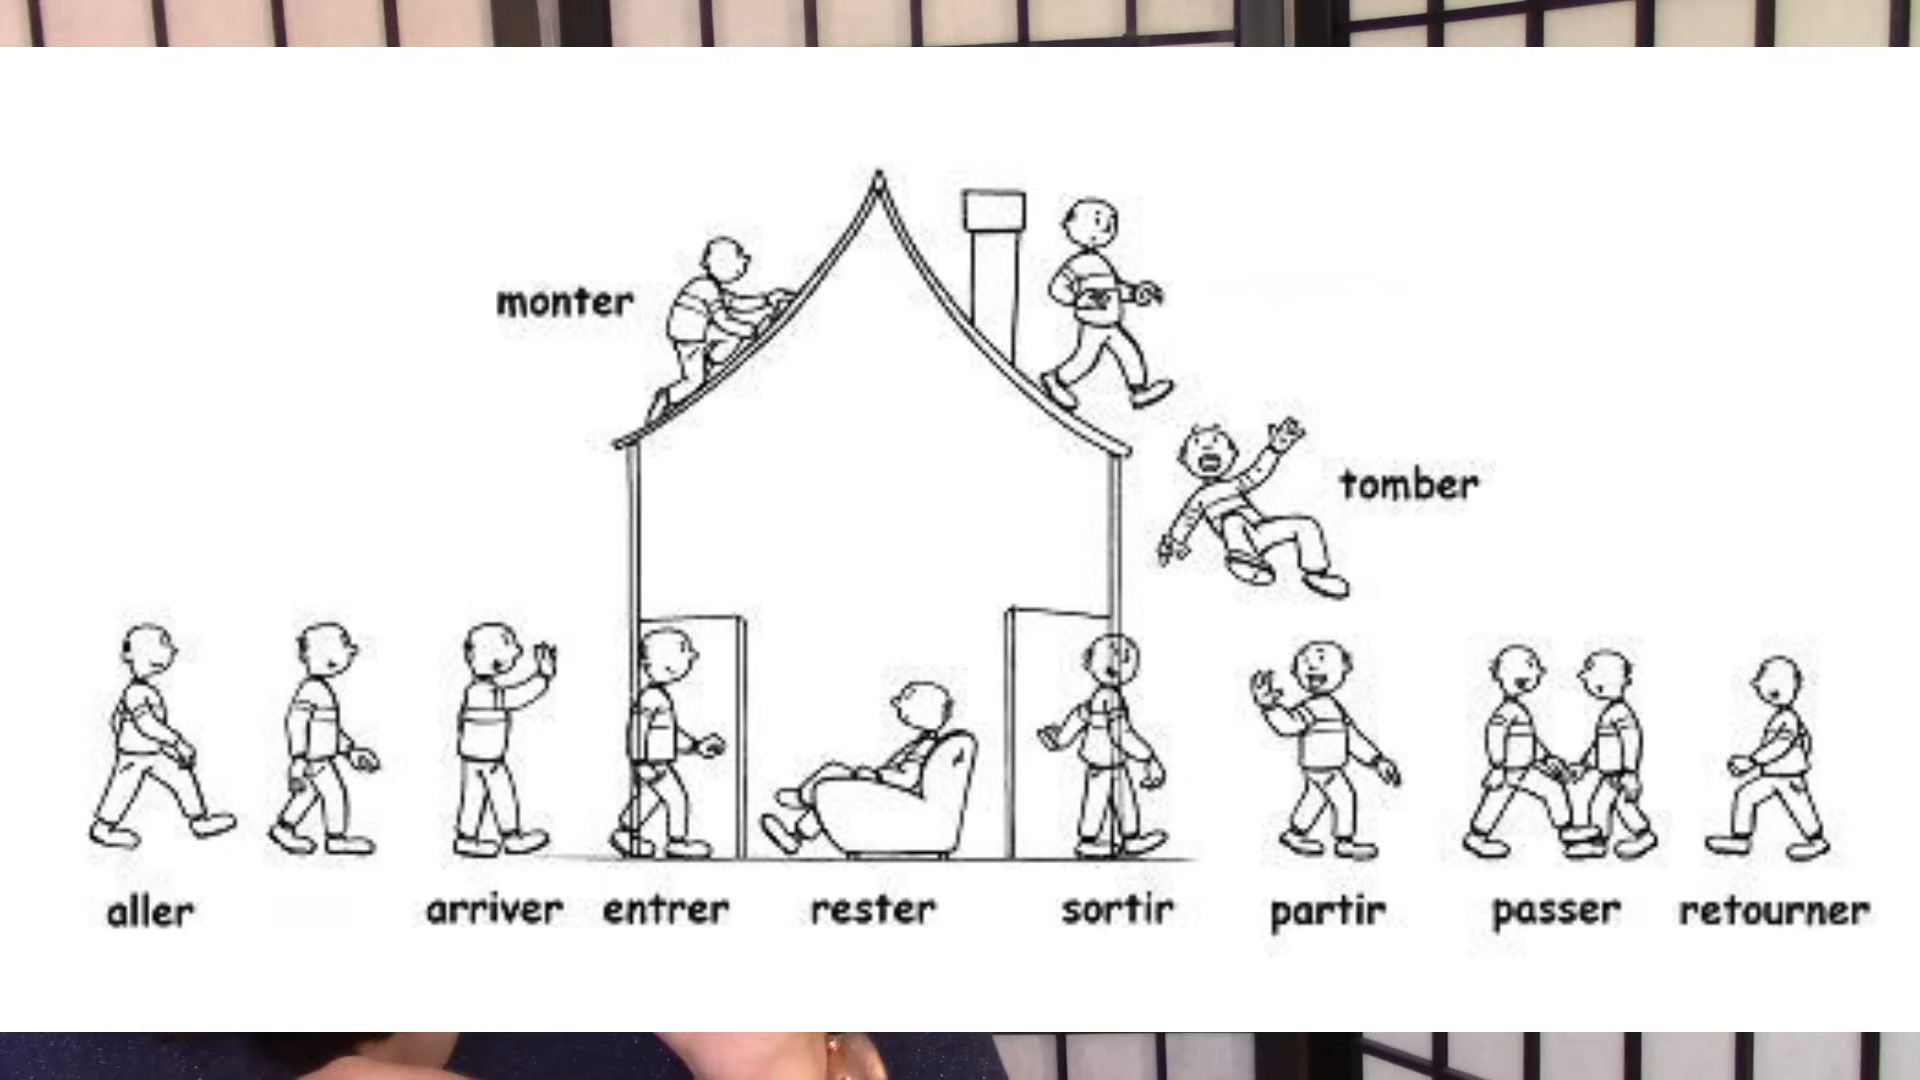 monter
tomber
aller
arriver
entrer
rester
sortir
partir
passer
retourner